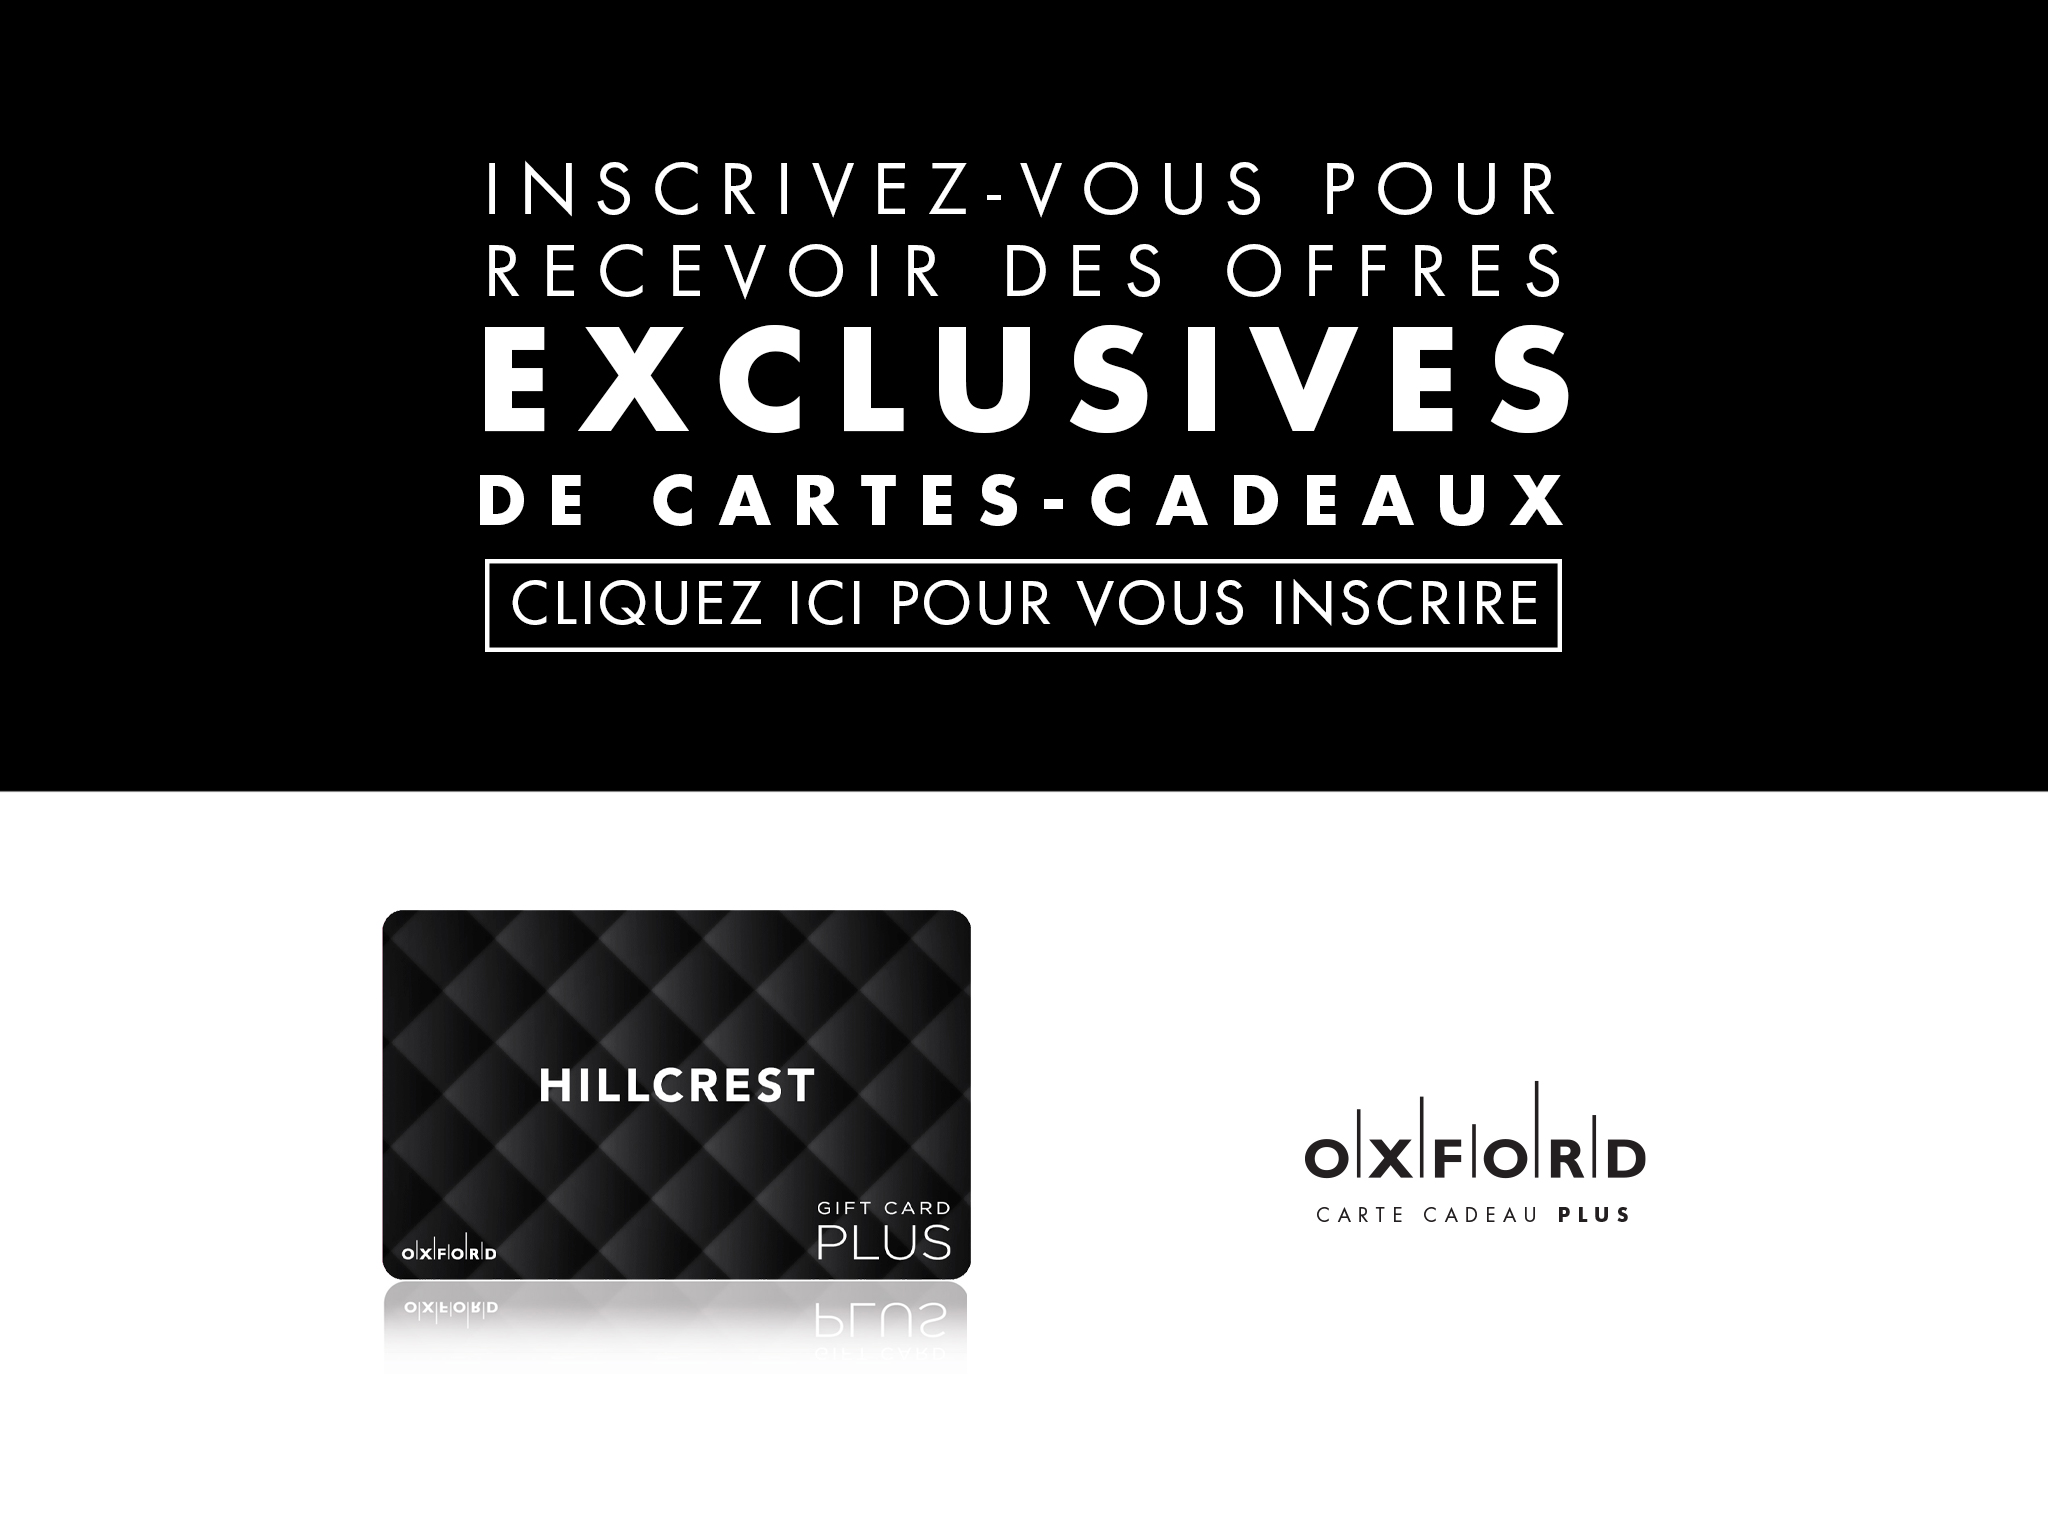 INSCRIVEZ-VOUS POUR
RECEVOIR DES OFFRES
EXCLUSIVES
DE CARTES-CADEAUX
CLIQUEZ ICI POUR VOUS INSCRIRE
HILLCREST
GIFT CARD
PLUS
OXFORD
OXFORD
CARTE CADEAU PLUS